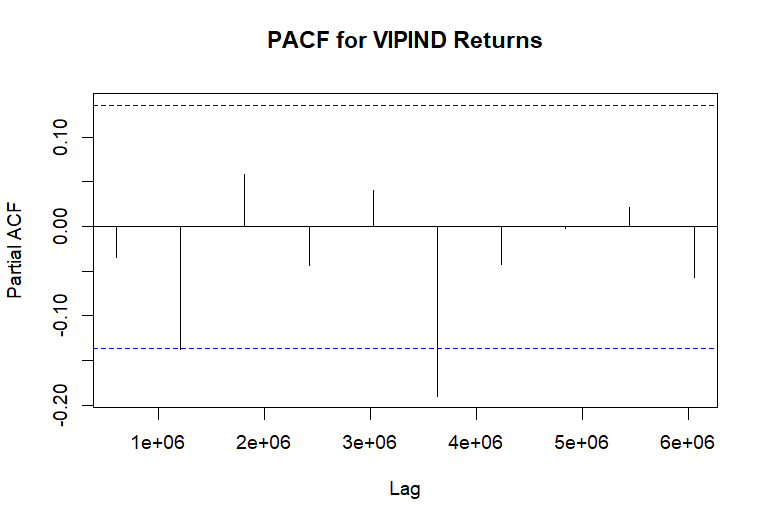 PACF for VIPIND Returns
Partial ACF
0.10
0.00
-0.10
-0.20
1e+06 2e+06 3e+06 4e+06 5e+06 6e+06
Lag